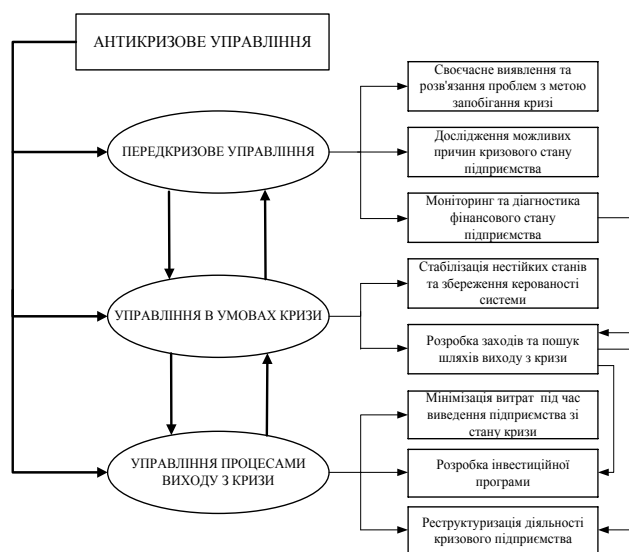 АНТИКРИЗОВЕ УПРАВЛІННЯ
ПЕРЕДКРИЗОВЕ УПРАВЛІННЯ
Своєчасне виявлення та
розв'язання проблем з метою
запобігання кризі
Дослідження можливих
причин кризового стану
підприємства
Моніторинг та діагностика
фінансового стану
підприємства
УПРАВЛІННЯ В УМОВАХ КРИЗИ
Стабілізація нестійких станів
та збереження керованості
системи
Розробка заходів та пошук
шляхів виходу з кризи
УПРАВЛІННЯ ПРОЦЕСАМИ
ВИХОДУ З КРИЗИ
Мінімізація витрат під час
виведення підприємства зі
стану кризи
Розробка інвестиційної
програми
Реструктуризація діяльності
кризового підприємства